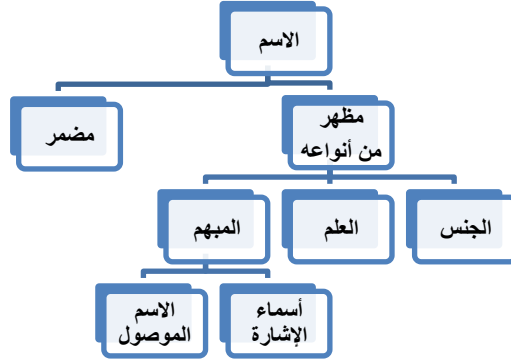 الاسم
مظهر
من أنواعه
مضمر
الجنس
العلم
المبهم
أسماء
الإشارة
الاسم
الموصول